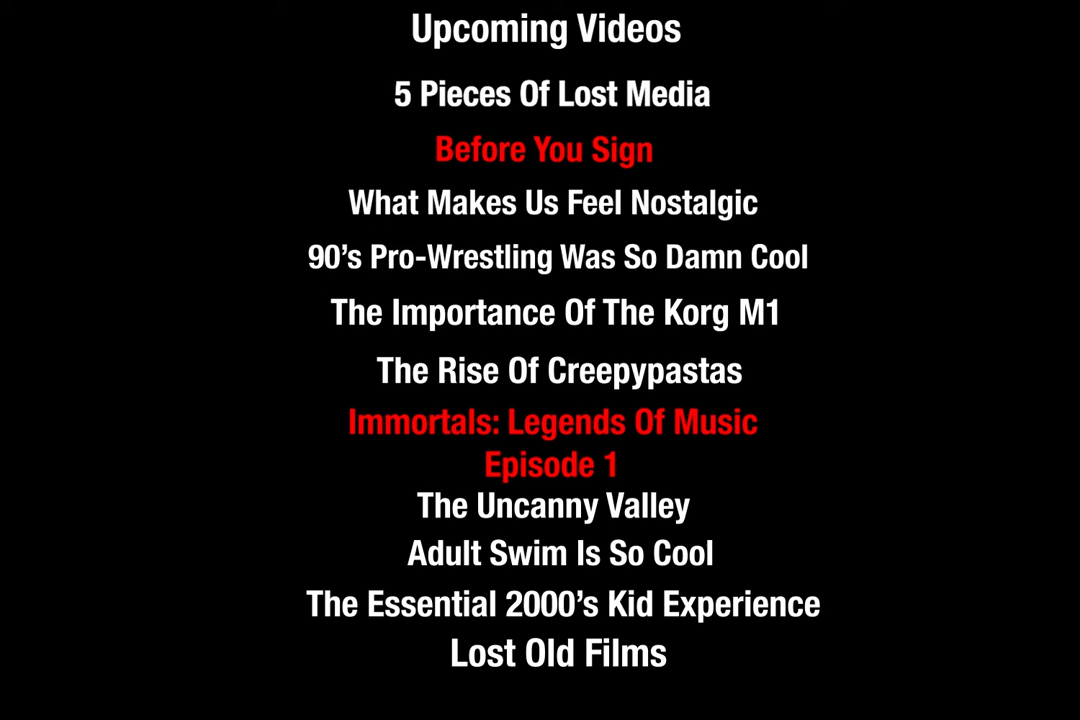 Upcoming Videos
5 Pieces Of Lost Media
Before You Sign
What Makes Us Feel Nostalgic
90’s Pro-Wrestling Was So Damn Cool
The Importance Of The Korg M1
The Rise Of Creepypastas
Immortals: Legends Of Music
Episode 1
The Uncanny Valley
Adult Swim Is So Cool
The Essential 2000’s Kid Experience
Lost Old Films